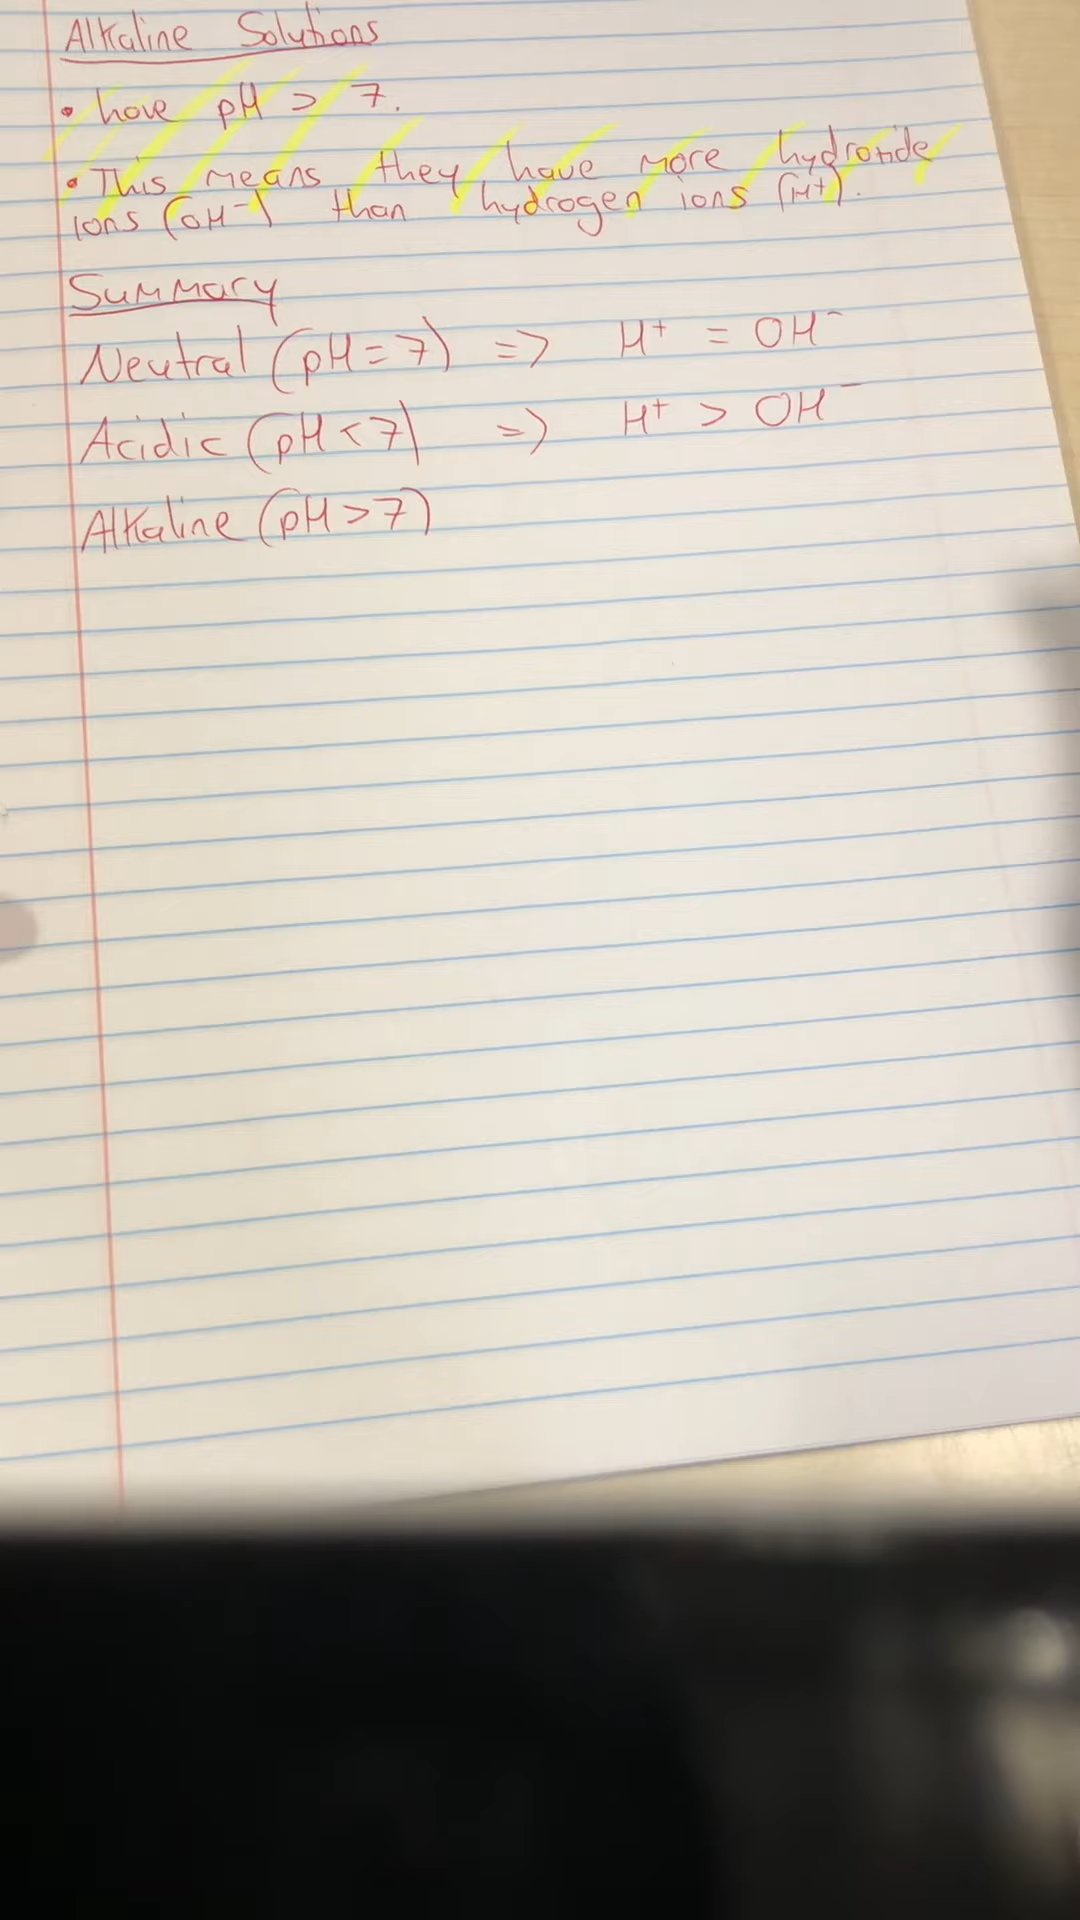 Alkaline Solutions
• have pH > 7.
• This means they have more hydroxide
ions (OH⁻) than hydrogen ions (H⁺).
Summary
Neutral (pH = 7) => H⁺ = OH⁻
Acidic (pH < 7) => H⁺ > OH⁻
Alkaline (pH > 7)